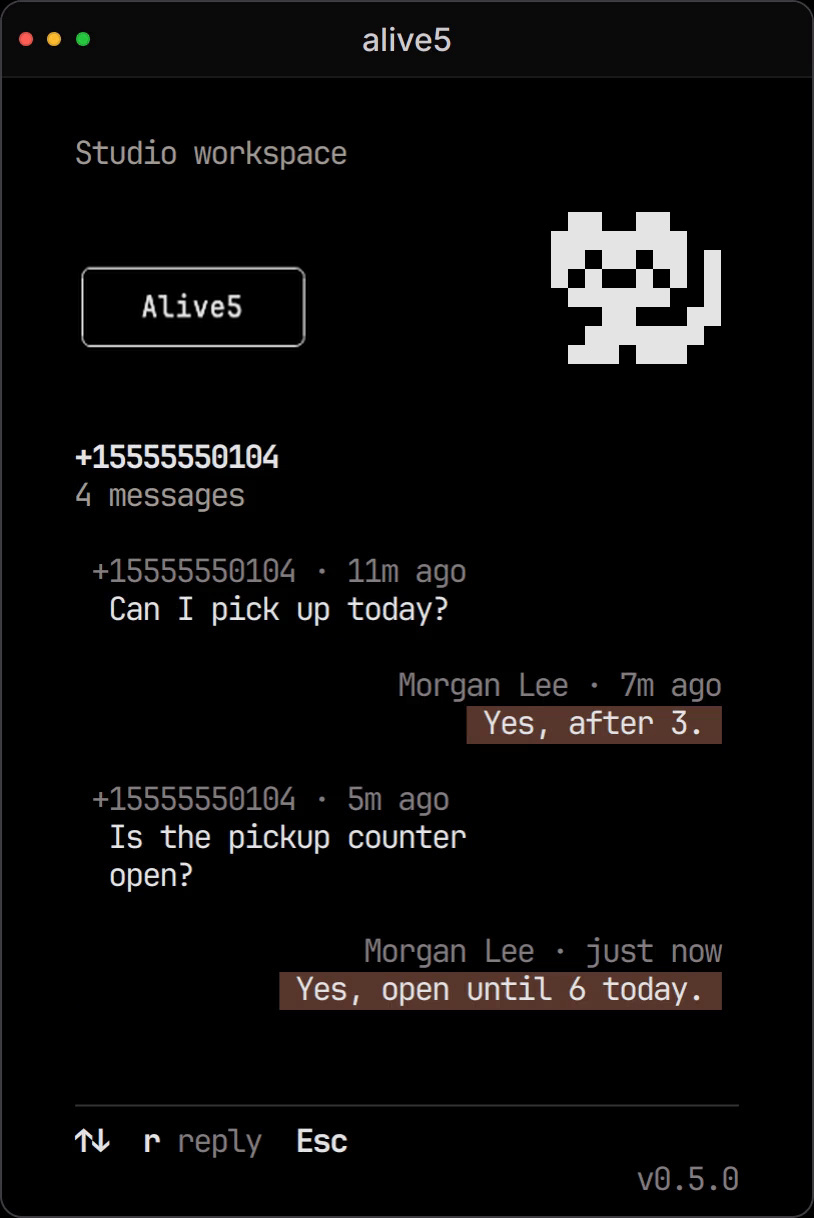 alive5
Studio workspace
Alive5
+15555550104
4 messages
+15555550104 · 11m ago
Can I pick up today?
Morgan Lee · 7m ago
Yes, after 3.
+15555550104 · 5m ago
Is the pickup counter
open?
Morgan Lee · just now
Yes, open until 6 today.
↑↓ r reply Esc
v0.5.0